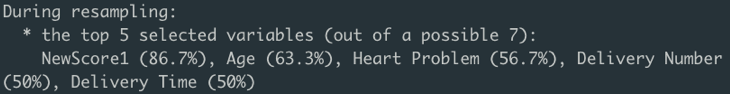 During resampling:
* the top 5 selected variables (out of a possible 7):
NewScore1 (86.7%), Age (63.3%), Heart Problem (56.7%), Delivery Number
(50%), Delivery Time (50%)